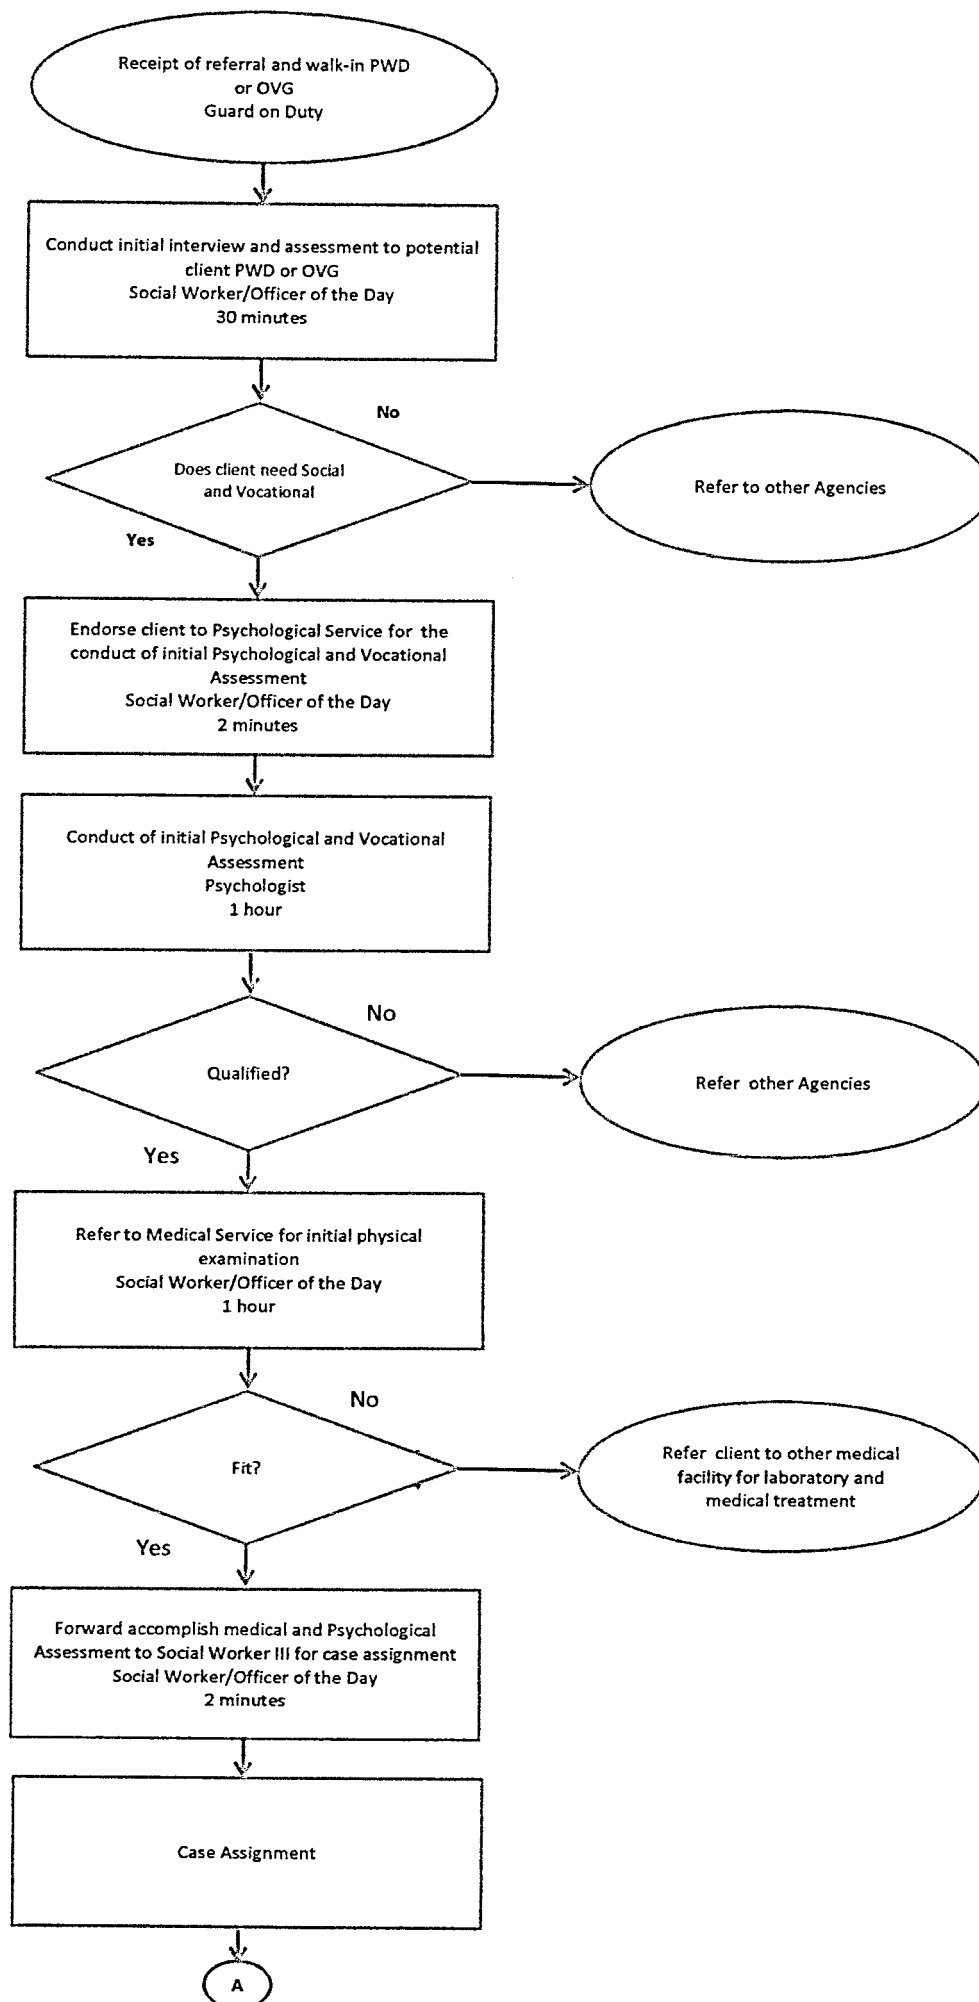 Receipt of referral and walk-in PWD
or OVG
Guard on Duty
Conduct initial interview and assessment to potential
client PWD or OVG
Social Worker/Officer of the Day
30 minutes
No
Does client need Social
and Vocational
Refer to other Agencies
Yes
Endorse client to Psychological Service for the
conduct of initial Psychological and Vocational
Assessment
Social Worker/Officer of the Day
2 minutes
Conduct of initial Psychological and Vocational
Assessment
Psychologist
1 hour
No
Qualified?
Refer other Agencies
Yes
Refer to Medical Service for initial physical
examination
Social Worker/Officer of the Day
1 hour
No
Fit?
Refer client to other medical
facility for laboratory and
medical treatment
Yes
Forward accomplish medical and Psychological
Assessment to Social Worker III for case assignment
Social Worker/Officer of the Day
2 minutes
Case Assignment
A